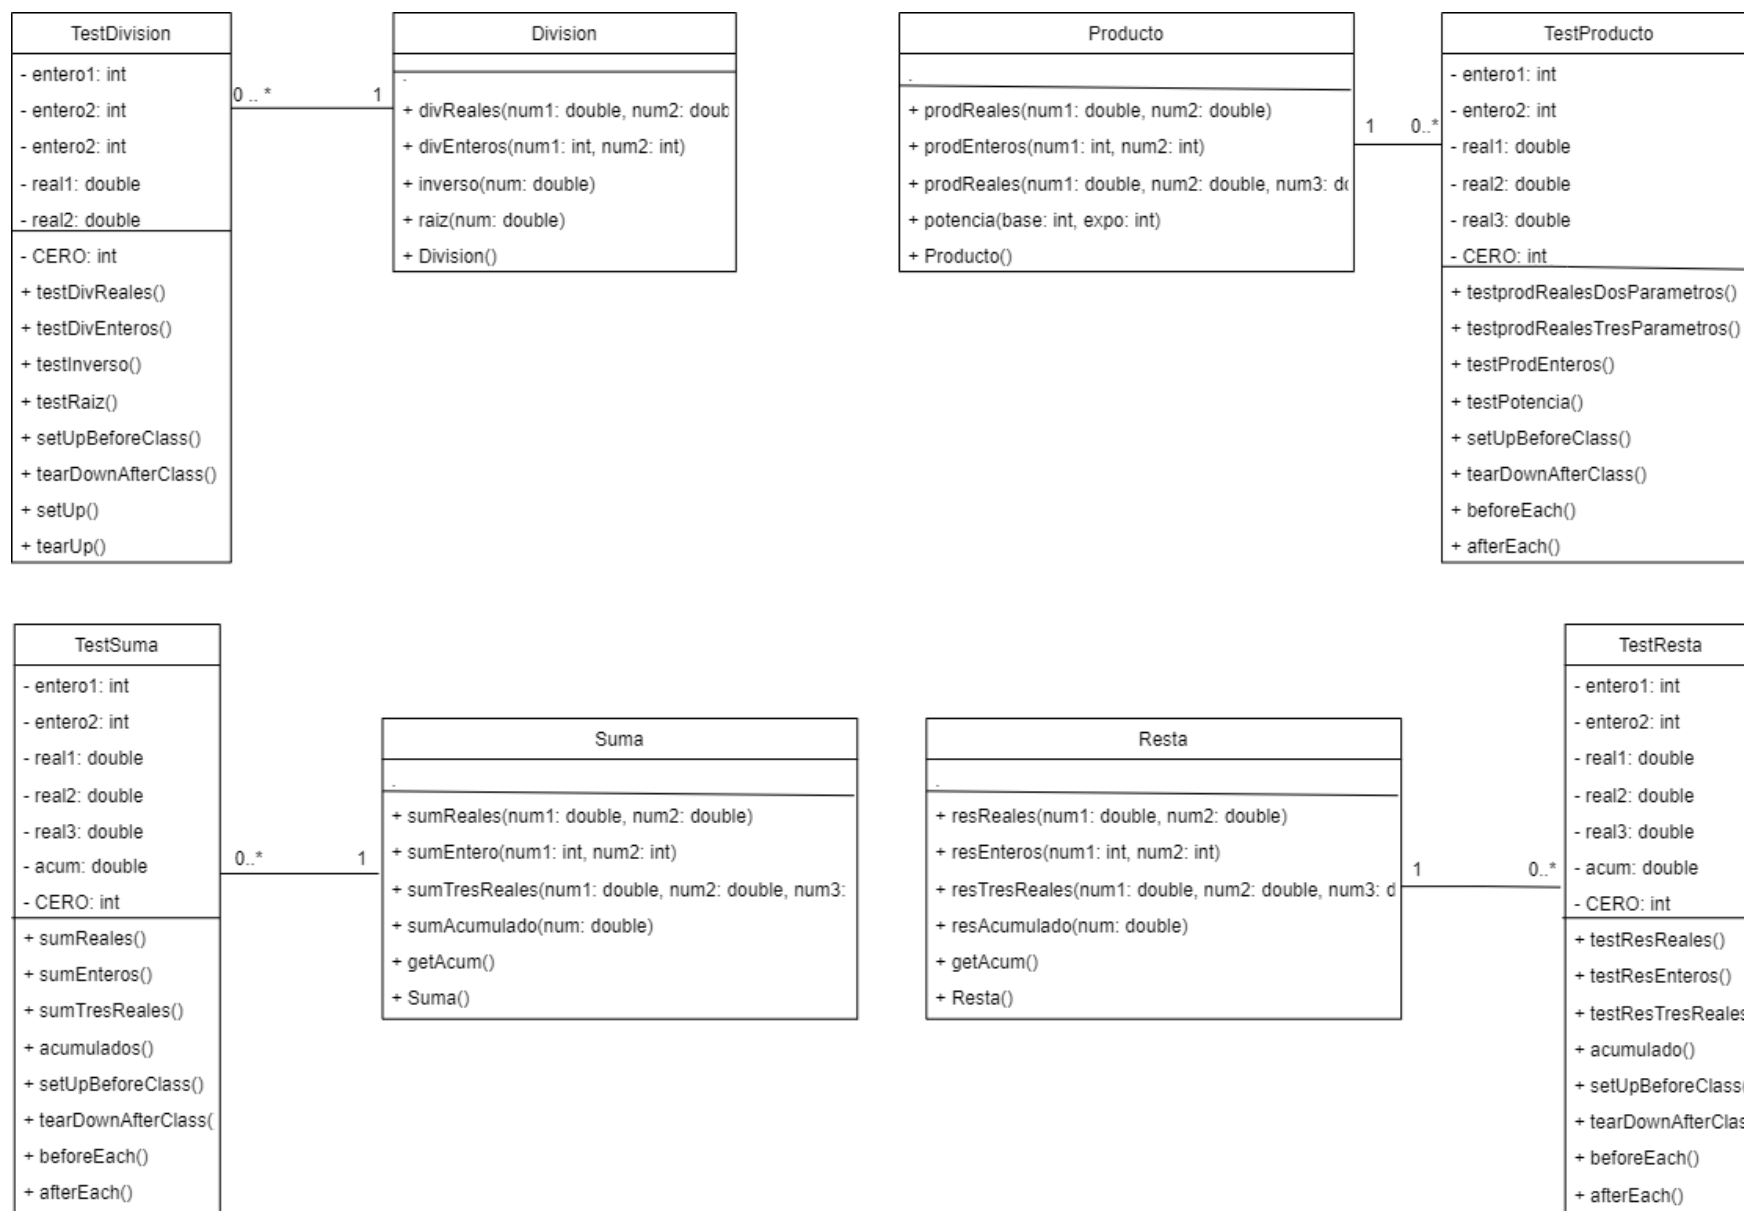 TestDivision
- entero1: int
- entero2: int
- entero2: int
- real1: double
- real2: double
- CERO: int
+ testDivReales()
+ testDivEnteros()
+ testInverso()
+ testRaiz()
+ setUpBeforeClass()
+ tearDownAfterClass()
+ setUp()
+ tearUp()
0 .. *
1
Division
.
+ divReales(num1: double, num2: doub
+ divEnteros(num1: int, num2: int)
+ inverso(num: double)
+ raiz(num: double)
+ Division()
Producto
.
+ prodReales(num1: double, num2: double)
+ prodEnteros(num1: int, num2: int)
+ prodReales(num1: double, num2: double, num3: do
+ potencia(base: int, expo: int)
+ Producto()
1
0..*
TestProducto
- entero1: int
- entero2: int
- real1: double
- real2: double
- real3: double
- CERO: int
+ testprodRealesDosParametros()
+ testprodRealesTresParametros()
+ testProdEnteros()
+ testPotencia()
+ setUpBeforeClass()
+ tearDownAfterClass()
+ beforeEach()
+ afterEach()
TestSuma
- entero1: int
- entero2: int
- real1: double
- real2: double
- real3: double
- acum: double
- CERO: int
+ sumReales()
+ sumEnteros()
+ sumTresReales()
+ acumulados()
+ setUpBeforeClass()
+ tearDownAfterClass(
+ beforeEach()
+ afterEach()
0..*
1
Suma
.
+ sumReales(num1: double, num2: double)
+ sumEntero(num1: int, num2: int)
+ sumTresReales(num1: double, num2: double, num3:
+ sumAcumulado(num: double)
+ getAcum()
+ Suma()
Resta
.
+ resReales(num1: double, num2: double)
+ resEnteros(num1: int, num2: int)
+ resTresReales(num1: double, num2: double, num3: d
+ resAcumulado(num: double)
+ getAcum()
+ Resta()
1
0..*
TestResta
- entero1: int
- entero2: int
- real1: double
- real2: double
- real3: double
- acum: double
- CERO: int
+ testResReales()
+ testResEnteros()
+ testResTresReales
+ acumulado()
+ setUpBeforeClass(
+ tearDownAfterClas
+ beforeEach()
+ afterEach()